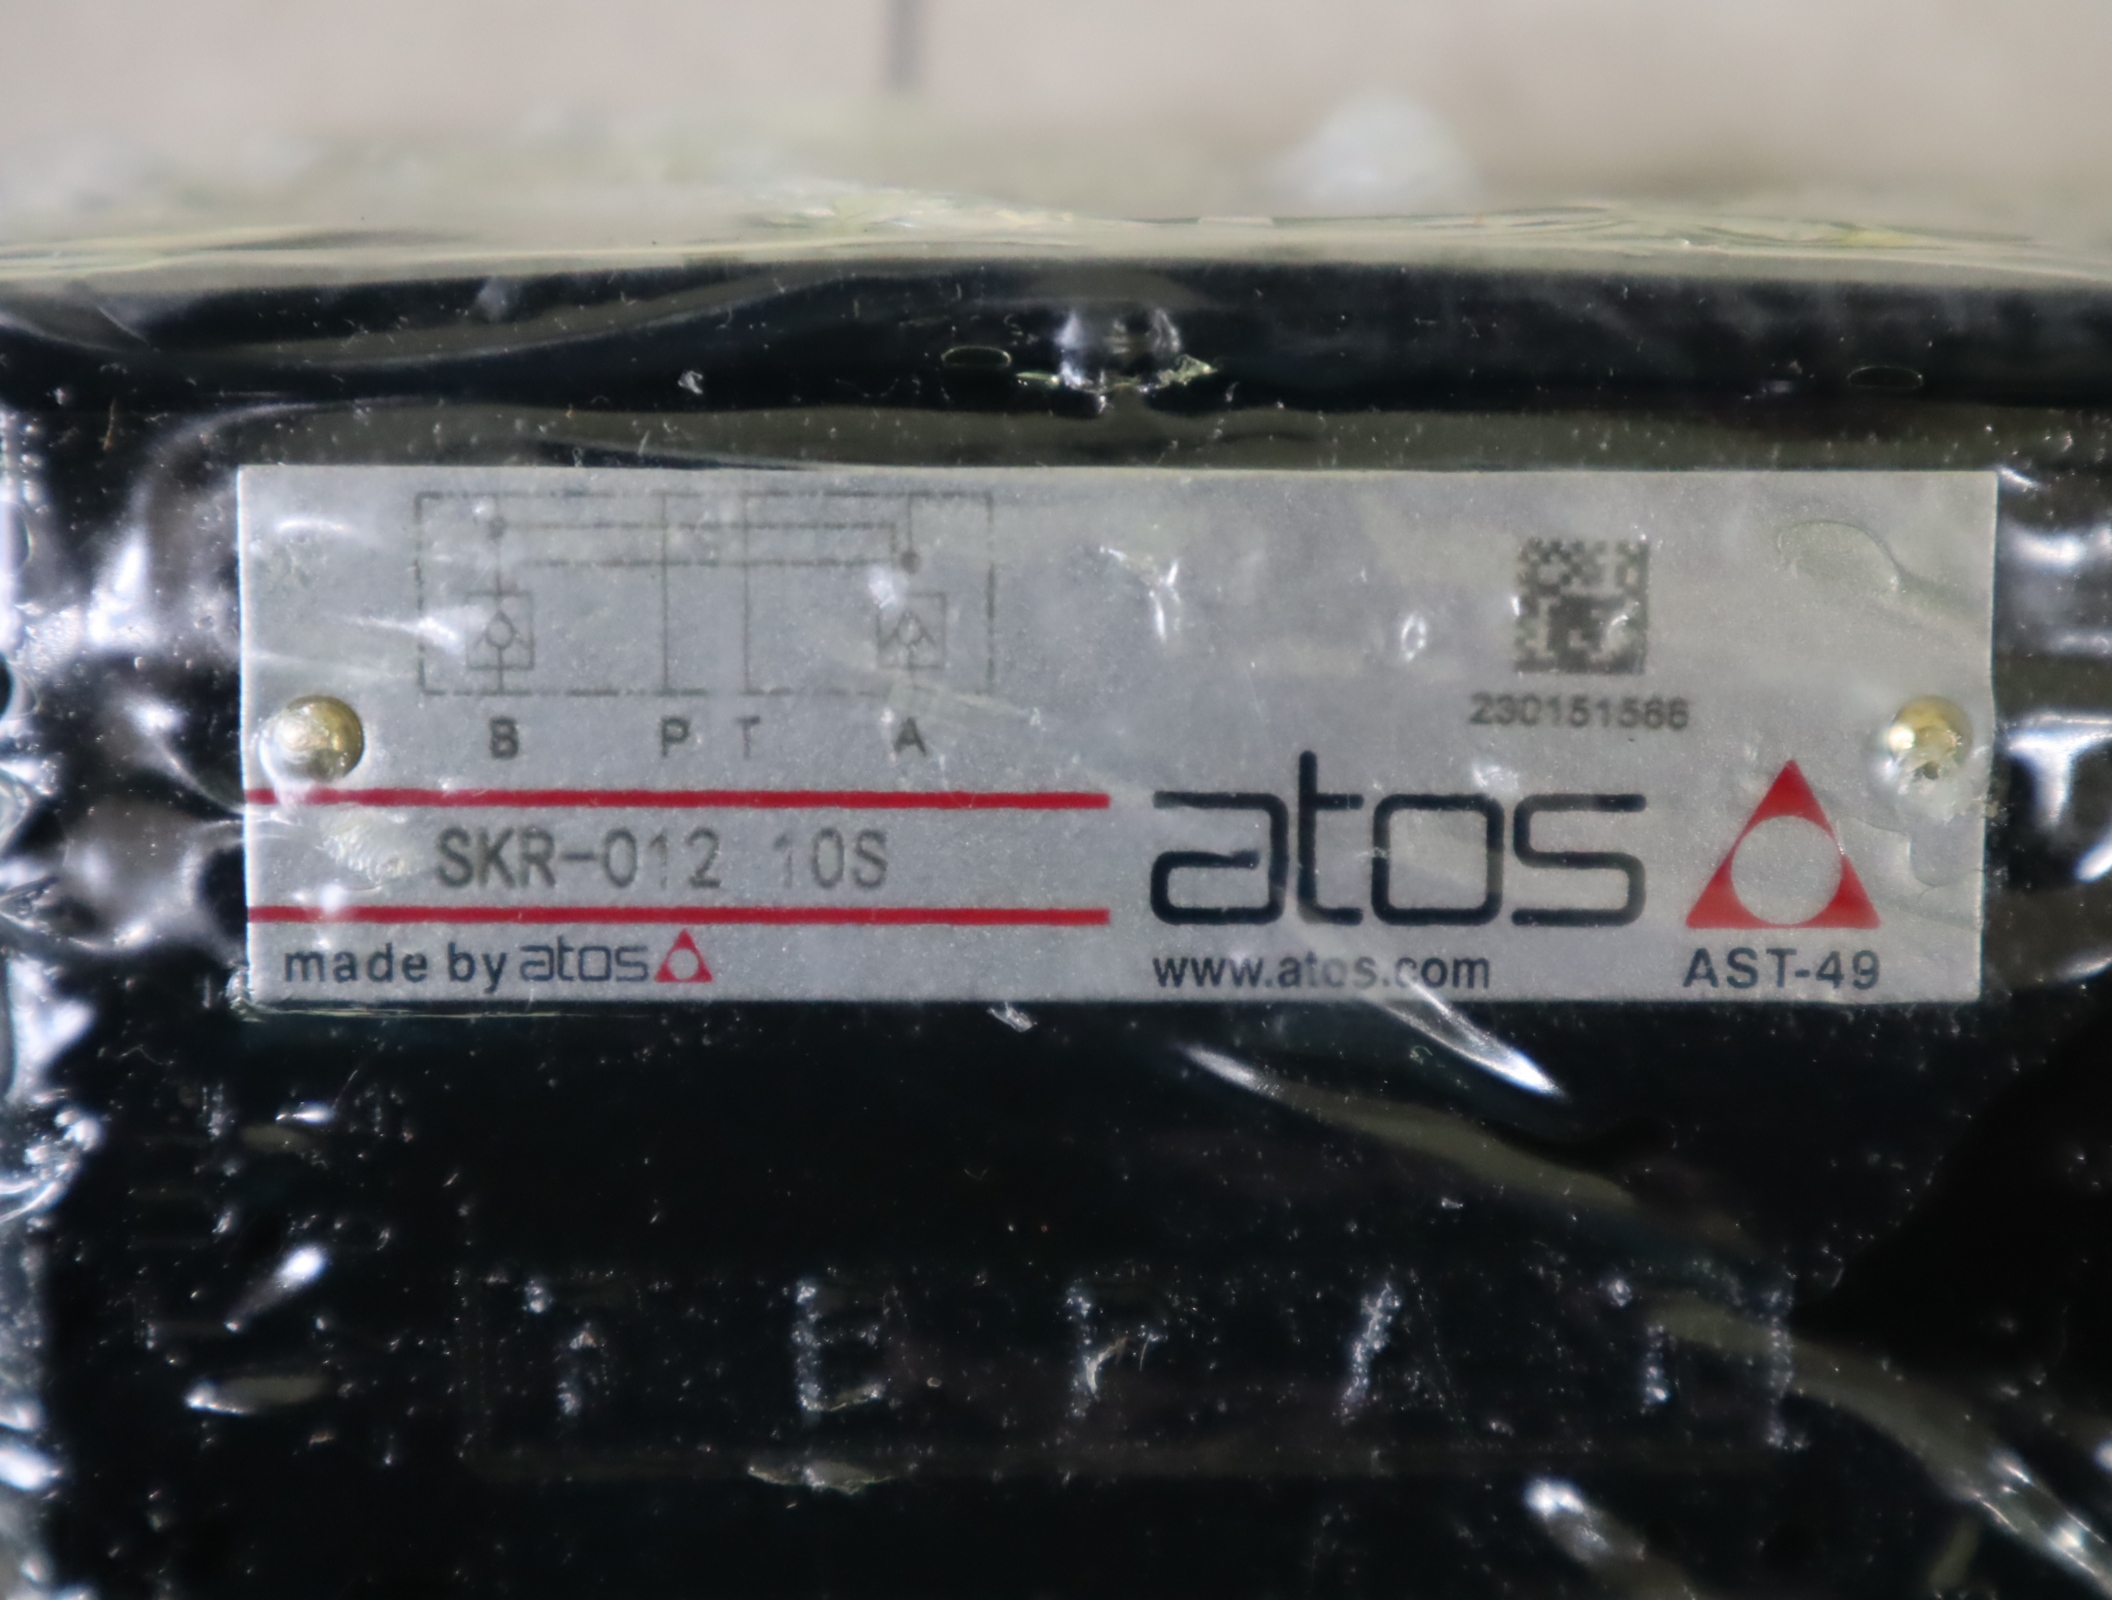 B P T A
230151566
SKR-012 10S
atos
made by atos
www.atos.com
AST-49